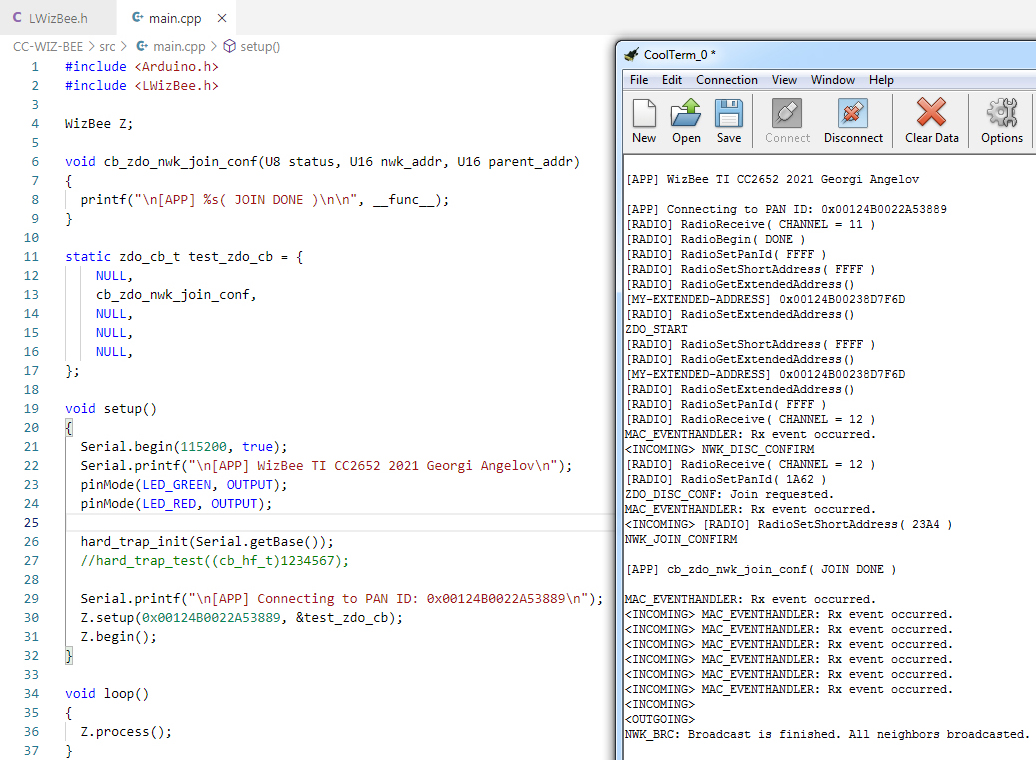 LWizBee.h
main.cpp
CC-WIZ-BEE > src > main.cpp > setup()
1 #include <Arduino.h>
2 #include <LWizBee.h>
3
4 WizBee Z;
5
6 void cb_zdo_nwk_join_conf(U8 status, U16 nwk_addr, U16 parent_addr)
7 {
8 printf("\n[APP] %s( JOIN DONE )\n\n", __func__);
9 }
10
11 static zdo_cb_t test_zdo_cb = {
12 NULL,
13 cb_zdo_nwk_join_conf,
14 NULL,
15 NULL,
16 NULL,
17 };
18
19 void setup()
20 {
21 Serial.begin(115200, true);
22 Serial.printf("\n[APP] WizBee TI CC2652 2021 Georgi Angelov\n");
23 pinMode(LED_GREEN, OUTPUT);
24 pinMode(LED_RED, OUTPUT);
25
26 hard_trap_init(Serial.getBase());
27 //hard_trap_test((cb_hf_t)1234567);
28
29 Serial.printf("\n[APP] Connecting to PAN ID: 0x00124B0022A53889\n");
30 Z.setup(0x00124B0022A53889, &test_zdo_cb);
31 Z.begin();
32 }
33
34 void loop()
35 {
36 Z.process();
37 }
CoolTerm_0 *
File Edit Connection View Window Help
New Open Save Connect Disconnect Clear Data Options
[APP] WizBee TI CC2652 2021 Georgi Angelov
[APP] Connecting to PAN ID: 0x00124B0022A53889
[RADIO] RadioReceive( CHANNEL = 11 )
[RADIO] RadioBegin( DONE )
[RADIO] RadioSetPanId( FFFF )
[RADIO] RadioSetShortAddress( FFFF )
[RADIO] RadioGetExtendedAddress()
[MY-EXTENDED-ADDRESS] 0x00124B00238D7F6D
[RADIO] RadioSetExtendedAddress()
ZDO_START
[RADIO] RadioSetShortAddress( FFFF )
[RADIO] RadioGetExtendedAddress()
[MY-EXTENDED-ADDRESS] 0x00124B00238D7F6D
[RADIO] RadioSetExtendedAddress()
[RADIO] RadioSetPanId( FFFF )
[RADIO] RadioReceive( CHANNEL = 12 )
MAC_EVENTHANDLER: Rx event occurred.
<INCOMING> NWK_DISC_CONFIRM
[RADIO] RadioReceive( CHANNEL = 12 )
[RADIO] RadioSetPanId( 1A62 )
ZDO_DISC_CONF: Join requested.
MAC_EVENTHANDLER: Rx event occurred.
<INCOMING> [RADIO] RadioSetShortAddress( 23A4 )
NWK_JOIN_CONFIRM
[APP] cb_zdo_nwk_join_conf( JOIN DONE )
MAC_EVENTHANDLER: Rx event occurred.
<INCOMING> MAC_EVENTHANDLER: Rx event occurred.
<INCOMING> MAC_EVENTHANDLER: Rx event occurred.
<INCOMING> MAC_EVENTHANDLER: Rx event occurred.
<INCOMING> MAC_EVENTHANDLER: Rx event occurred.
<INCOMING> MAC_EVENTHANDLER: Rx event occurred.
<INCOMING> MAC_EVENTHANDLER: Rx event occurred.
<INCOMING>
<OUTGOING>
NWK_BRC: Broadcast is finished. All neighbors broadcasted.